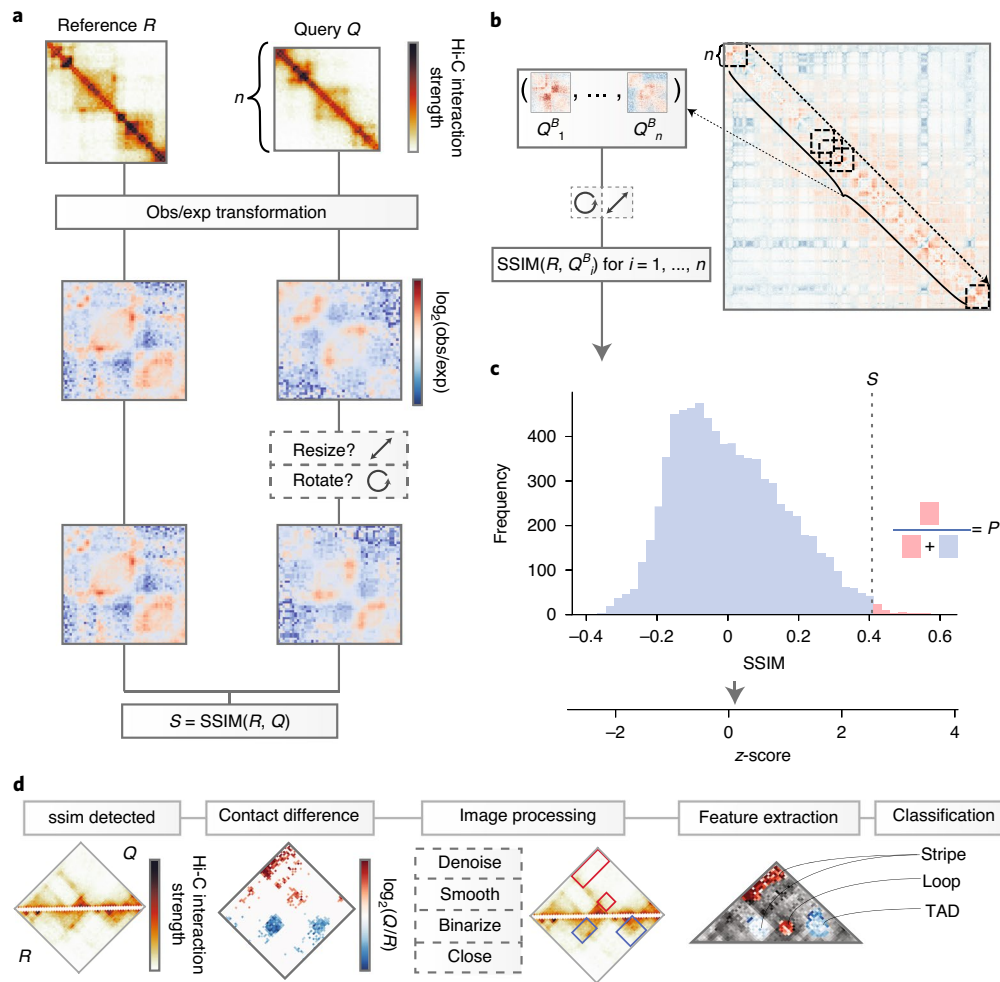 a
Reference R
Query Q
n
Hi-C interaction
strength
Obs/exp transformation
log2(obs/exp)
Resize?
Rotate?
S = SSIM(R, Q)
b
n
( , ... , )
Q^B_1
Q^B_n
SSIM(R, Q^B_i) for i = 1, ..., n
c
S
400
300
200
100
0
Frequency
−0.4 −0.2 0 0.2 0.4 0.6
SSIM
+ = P
−2 0 2 4
z-score
d
ssim detected
Contact difference
Image processing
Feature extraction
Classification
Q
R
Hi-C interaction
strength
log2(Q/R)
Denoise
Smooth
Binarize
Close
Stripe
Loop
TAD